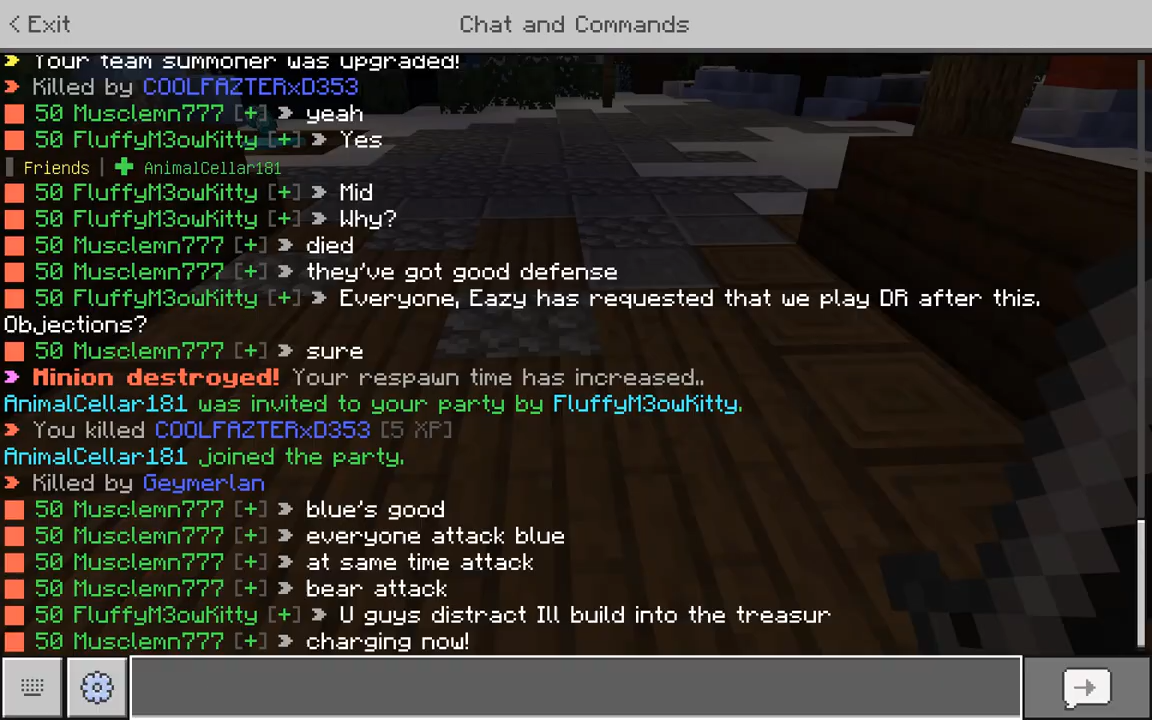 < Exit
Chat and Commands
Your team summoner was upgraded!
Killed by COOLFAZTERxD353
50 Musclemn777 [+] » yeah
50 FluffyM3owKitty [+] » Yes
Friends | + AnimalCellar181
50 FluffyM3owKitty [+] » Mid
50 FluffyM3owKitty [+] » Why?
50 Musclemn777 [+] » died
50 Musclemn777 [+] » they've got good defense
50 FluffyM3owKitty [+] » Everyone, Eazy has requested that we play DR after this.
Objections?
50 Musclemn777 [+] » sure
» Minion destroyed! Your respawn time has increased..
AnimalCellar181 was invited to your party by FluffyM3owKitty.
» You killed COOLFAZTERxD353 [5 XP]
AnimalCellar181 joined the party.
» Killed by Geymerlan
50 Musclemn777 [+] » blue's good
50 Musclemn777 [+] » everyone attack blue
50 Musclemn777 [+] » at same time attack
50 Musclemn777 [+] » bear attack
50 FluffyM3owKitty [+] » U guys distract Ill build into the treasur
50 Musclemn777 [+] » charging now!